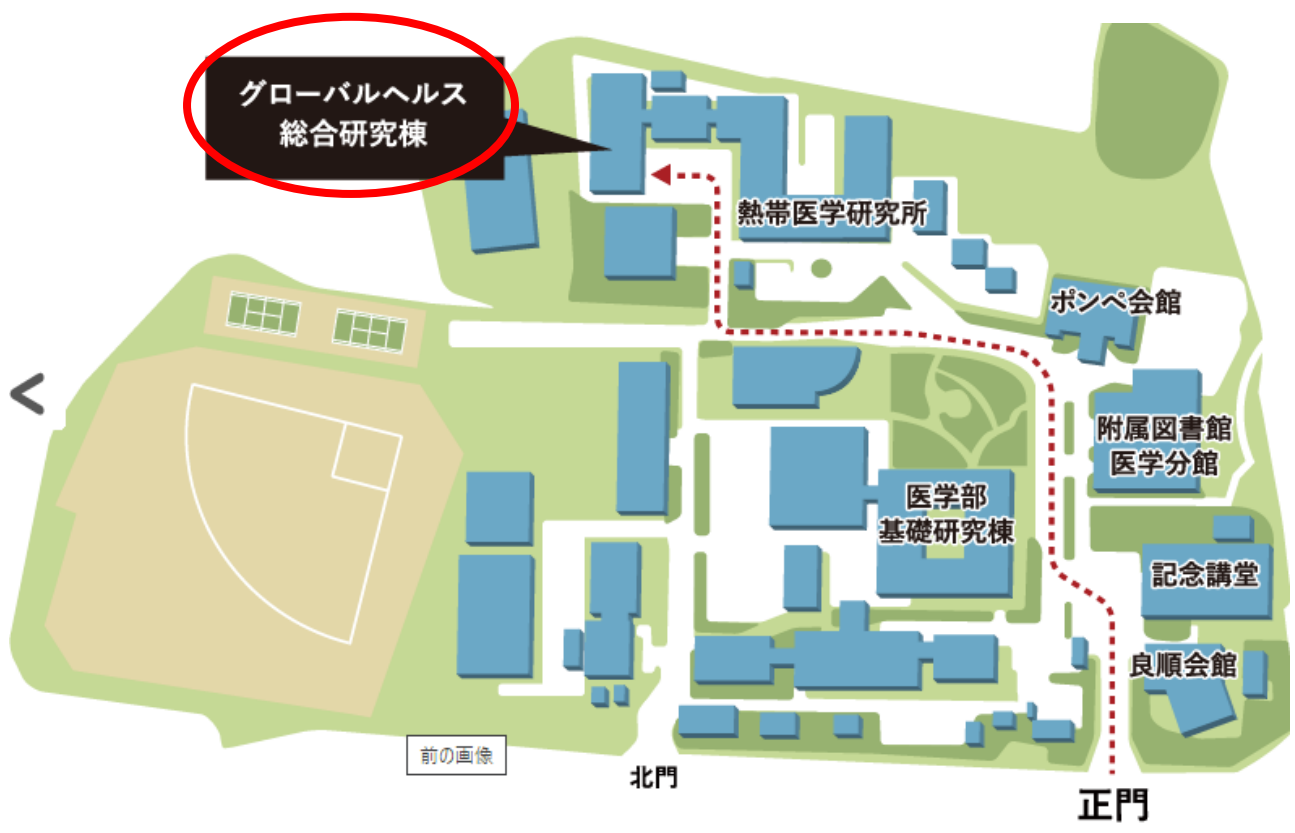 グローバルヘルス
総合研究棟
熱帯医学研究所
ポンペ会館
附属図書館
医学分館
医学部
基礎研究棟
記念講堂
良順会館
前の画像
北門
正門